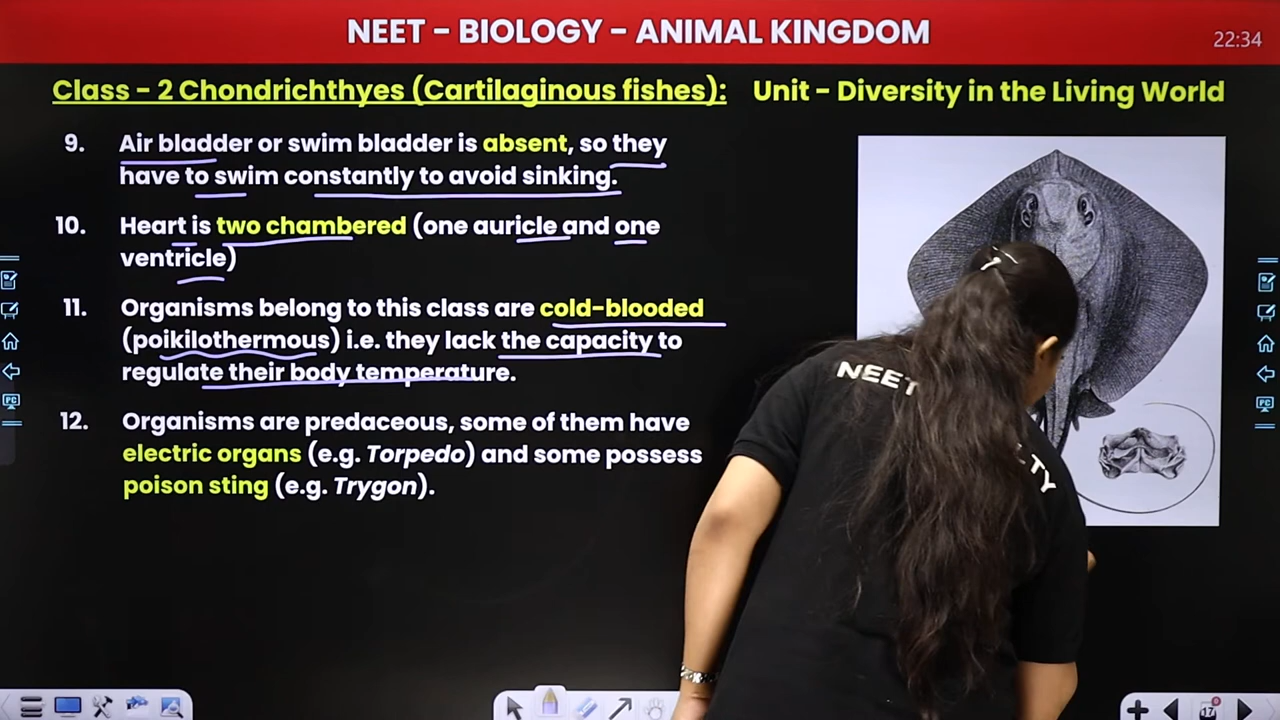 NEET - BIOLOGY - ANIMAL KINGDOM
22:34
Class - 2 Chondrichthyes (Cartilaginous fishes): Unit - Diversity in the Living World
9. Air bladder or swim bladder is absent, so they
have to swim constantly to avoid sinking.
10. Heart is two chambered (one auricle and one
ventricle)
11. Organisms belong to this class are cold-blooded
(poikilothermous) i.e. they lack the capacity to
regulate their body temperature.
12. Organisms are predaceous, some of them have
electric organs (e.g. Torpedo) and some possess
poison sting (e.g. Trygon).
NEET
TY
PC
PC
17